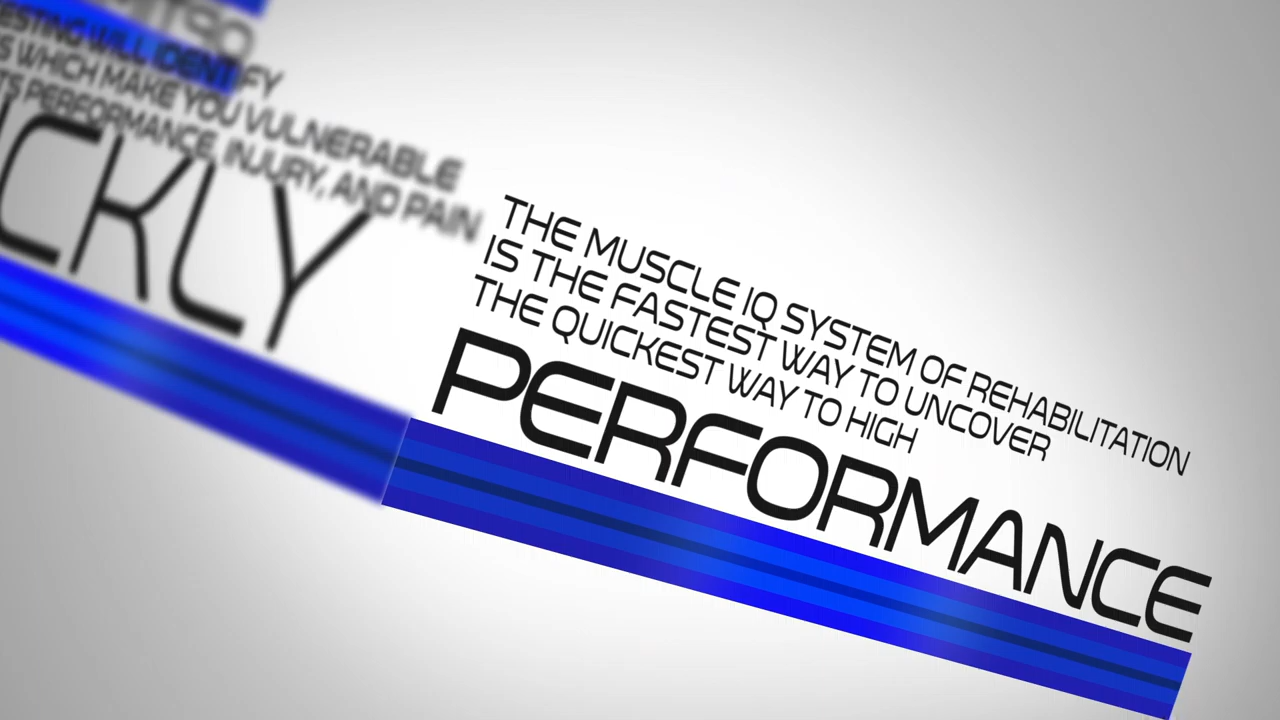 ESTING WILL IDENTIFY
WHICH MAKE YOU VULNERABLE
PERFORMANCE, INJURY, AND PAIN
CKLY
THE MUSCLE IQ SYSTEM OF REHABILITATION
IS THE FASTEST WAY TO UNCOVER
THE QUICKEST WAY TO HIGH
PERFORMANCE